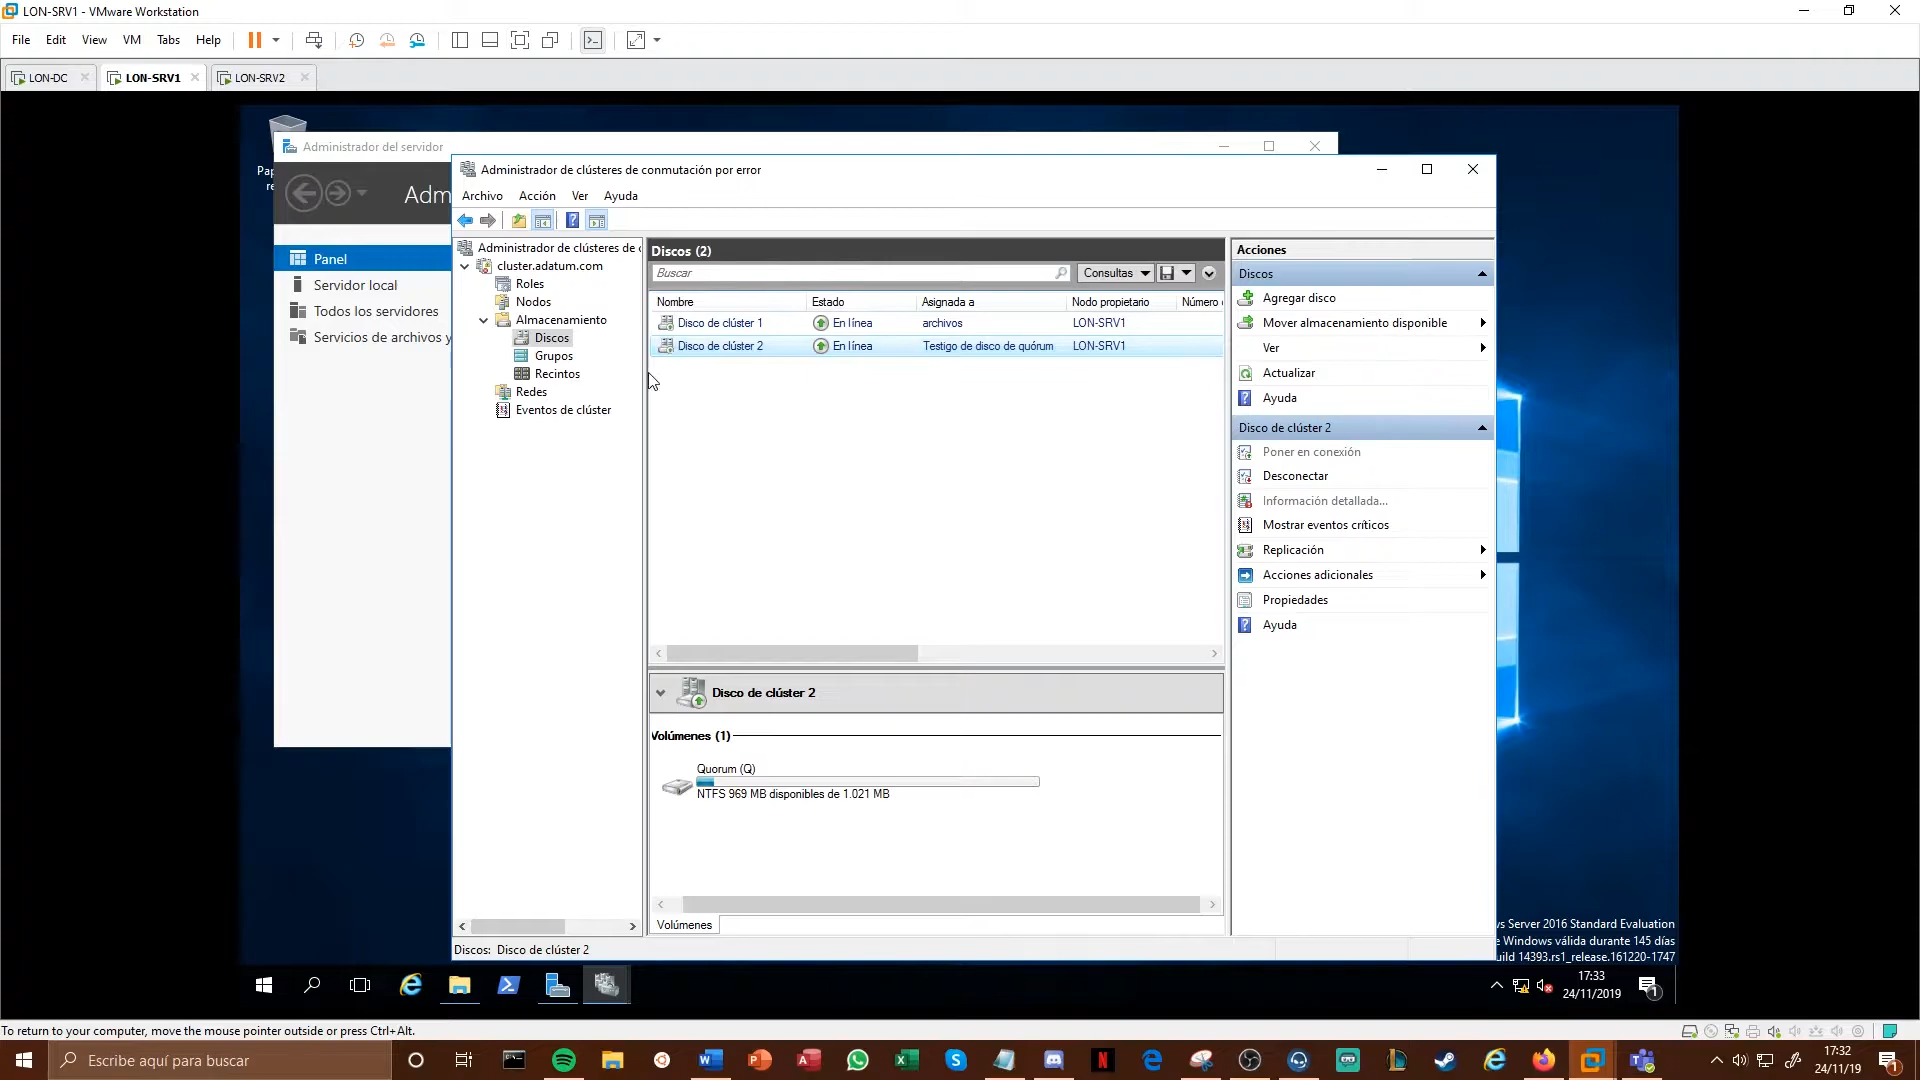 LON-SRV1 - VMware Workstation
File Edit View VM Tabs Help
LON-DC LON-SRV1 LON-SRV2
Administrador del servidor
Adm
Panel
Servidor local
Todos los servidores
Servicios de archivos y
Administrador de clústeres de conmutación por error
Archivo Acción Ver Ayuda
Administrador de clústeres de c
cluster.adatum.com
Roles
Nodos
Almacenamiento
Discos
Grupos
Recintos
Redes
Eventos de clúster
Discos (2)
Buscar
Consultas
Nombre Estado Asignada a Nodo propietario Número
Disco de clúster 1 En línea archivos LON-SRV1
Disco de clúster 2 En línea Testigo de disco de quórum LON-SRV1
Disco de clúster 2
Volúmenes (1)
Quorum (Q)
NTFS 969 MB disponibles de 1.021 MB
Volúmenes
Discos: Disco de clúster 2
Acciones
Discos
Agregar disco
Mover almacenamiento disponible
Ver
Actualizar
Ayuda
Disco de clúster 2
Poner en conexión
Desconectar
Información detallada...
Mostrar eventos críticos
Replicación
Acciones adicionales
Propiedades
Ayuda
s Server 2016 Standard Evaluation
Windows válida durante 145 días
uild 14393.rs1_release.161220-1747
17:33
24/11/2019
To return to your computer, move the mouse pointer outside or press Ctrl+Alt.
Escribe aquí para buscar
17:32
24/11/19